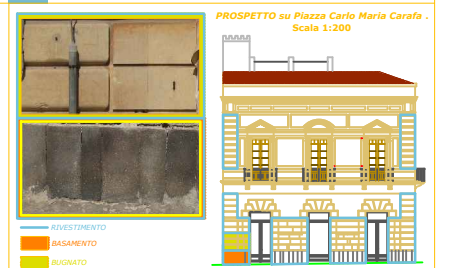 PROSPETTO su Piazza Carlo Maria Carafa .
Scala 1:200
RIVESTIMENTO
BASAMENTO
BUGNATO